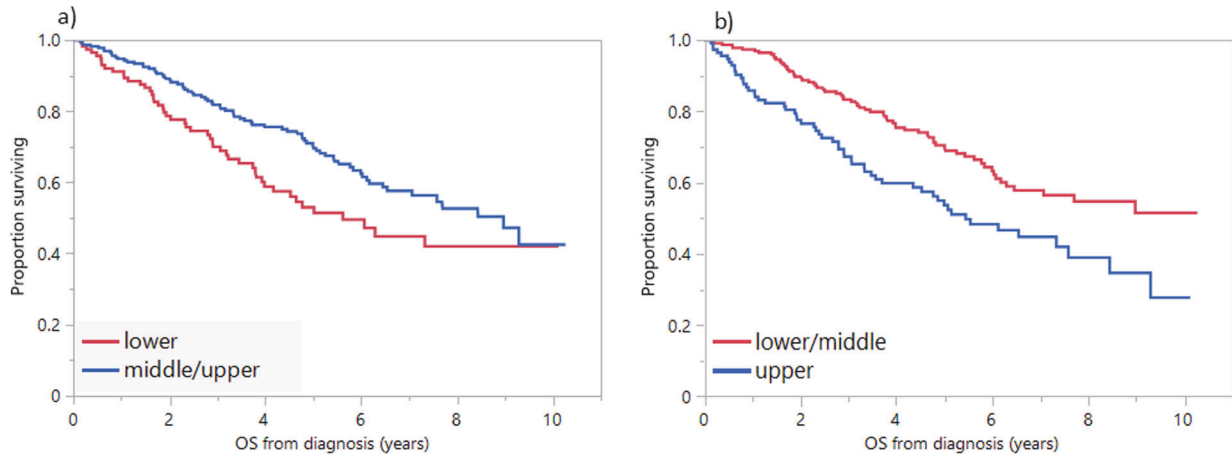 a)
1.0
0.8
0.6
0.4
0.2
0
Proportion surviving
lower
middle/upper
0 2 4 6 8 10
OS from diagnosis (years)
b)
1.0
0.8
0.6
0.4
0.2
0
Proportion surviving
lower/middle
upper
0 2 4 6 8 10
OS from diagnosis (years)